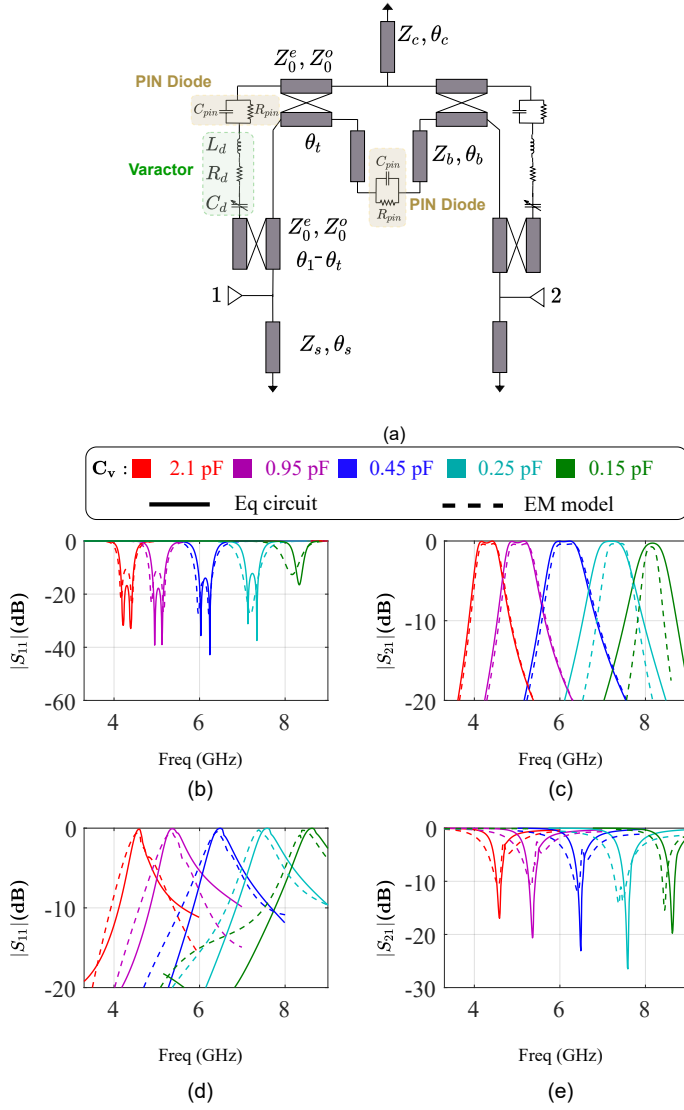 Z_c, θ_c
Z_0^e, Z_0^o
PIN Diode
C_pin
R_pin
θ_t
Z_b, θ_b
C_pin
R_pin
PIN Diode
L_d
Varactor
R_d
C_d
Z_0^e, Z_0^o
θ_1-θ_t
1
2
Z_s, θ_s
(a)
C_v : 2.1 pF 0.95 pF 0.45 pF 0.25 pF 0.15 pF
Eq circuit EM model
|S_11|(dB)
0
-20
-40
-60
4 6 8
Freq (GHz)
(b)
|S_21|(dB)
0
-10
-20
4 6 8
Freq (GHz)
(c)
|S_11|(dB)
0
-10
-20
4 6 8
Freq (GHz)
(d)
|S_21|(dB)
0
-10
-20
-30
4 6 8
Freq (GHz)
(e)